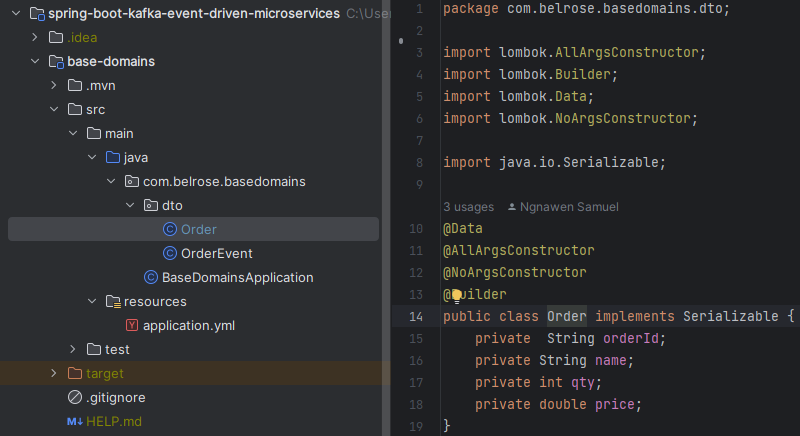 spring-boot-kafka-event-driven-microservices C:\User
.idea
base-domains
.mvn
src
main
java
com.belrose.basedomains
dto
Order
OrderEvent
BaseDomainsApplication
resources
application.yml
test
target
.gitignore
HELP.md
1 package com.belrose.basedomains.dto;
2
3 import lombok.AllArgsConstructor;
4 import lombok.Builder;
5 import lombok.Data;
6 import lombok.NoArgsConstructor;
7
8 import java.io.Serializable;
9
3 usages Ngnawen Samuel
10 @Data
11 @AllArgsConstructor
12 @NoArgsConstructor
13 @Builder
14 public class Order implements Serializable {
15 private  String orderId;
16 private String name;
17 private int qty;
18 private double price;
19 }